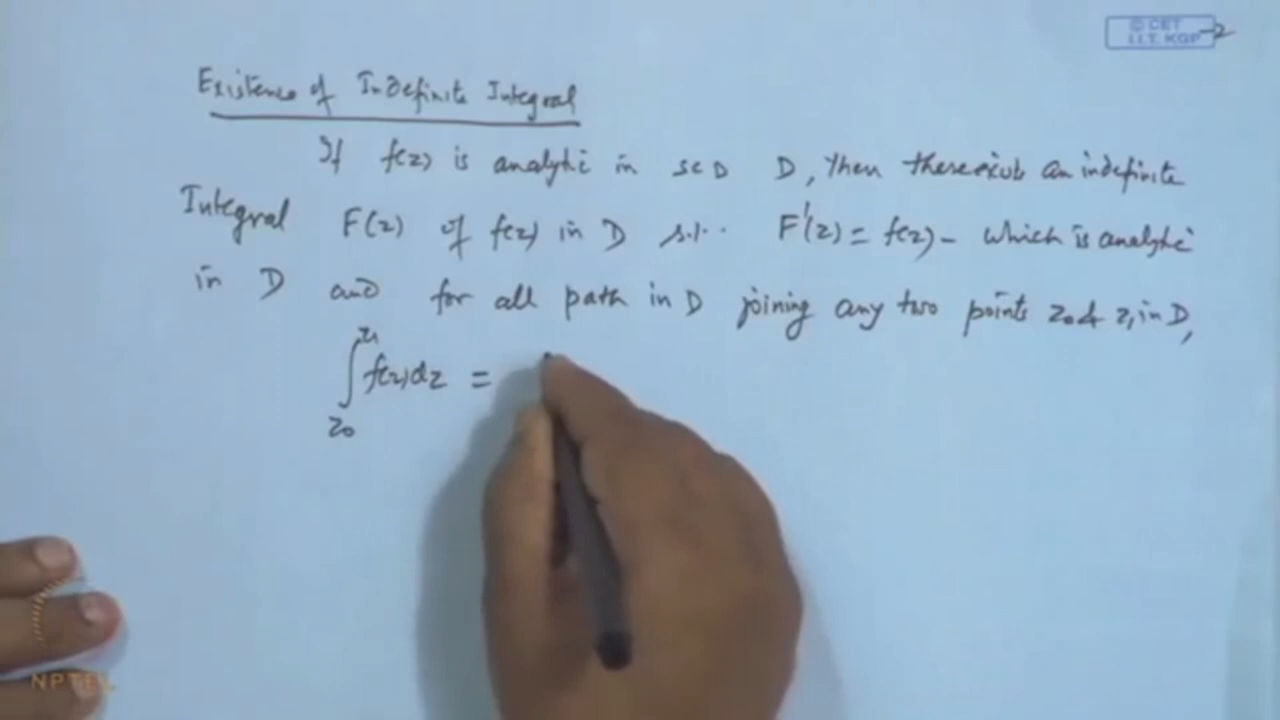 © CET
I.I.T. KGP
-2
Existence of Indefinite Integral
If f(z) is analytic in SCD D, then there exists an indefinite
Integral F(z) of f(z) in D s.t. F'(z) = f(z) - which is analytic
in D and for all path in D joining any two points z0 & z1 in D,
∫_{z0}^{z1} f(z)dz =
NPTEL